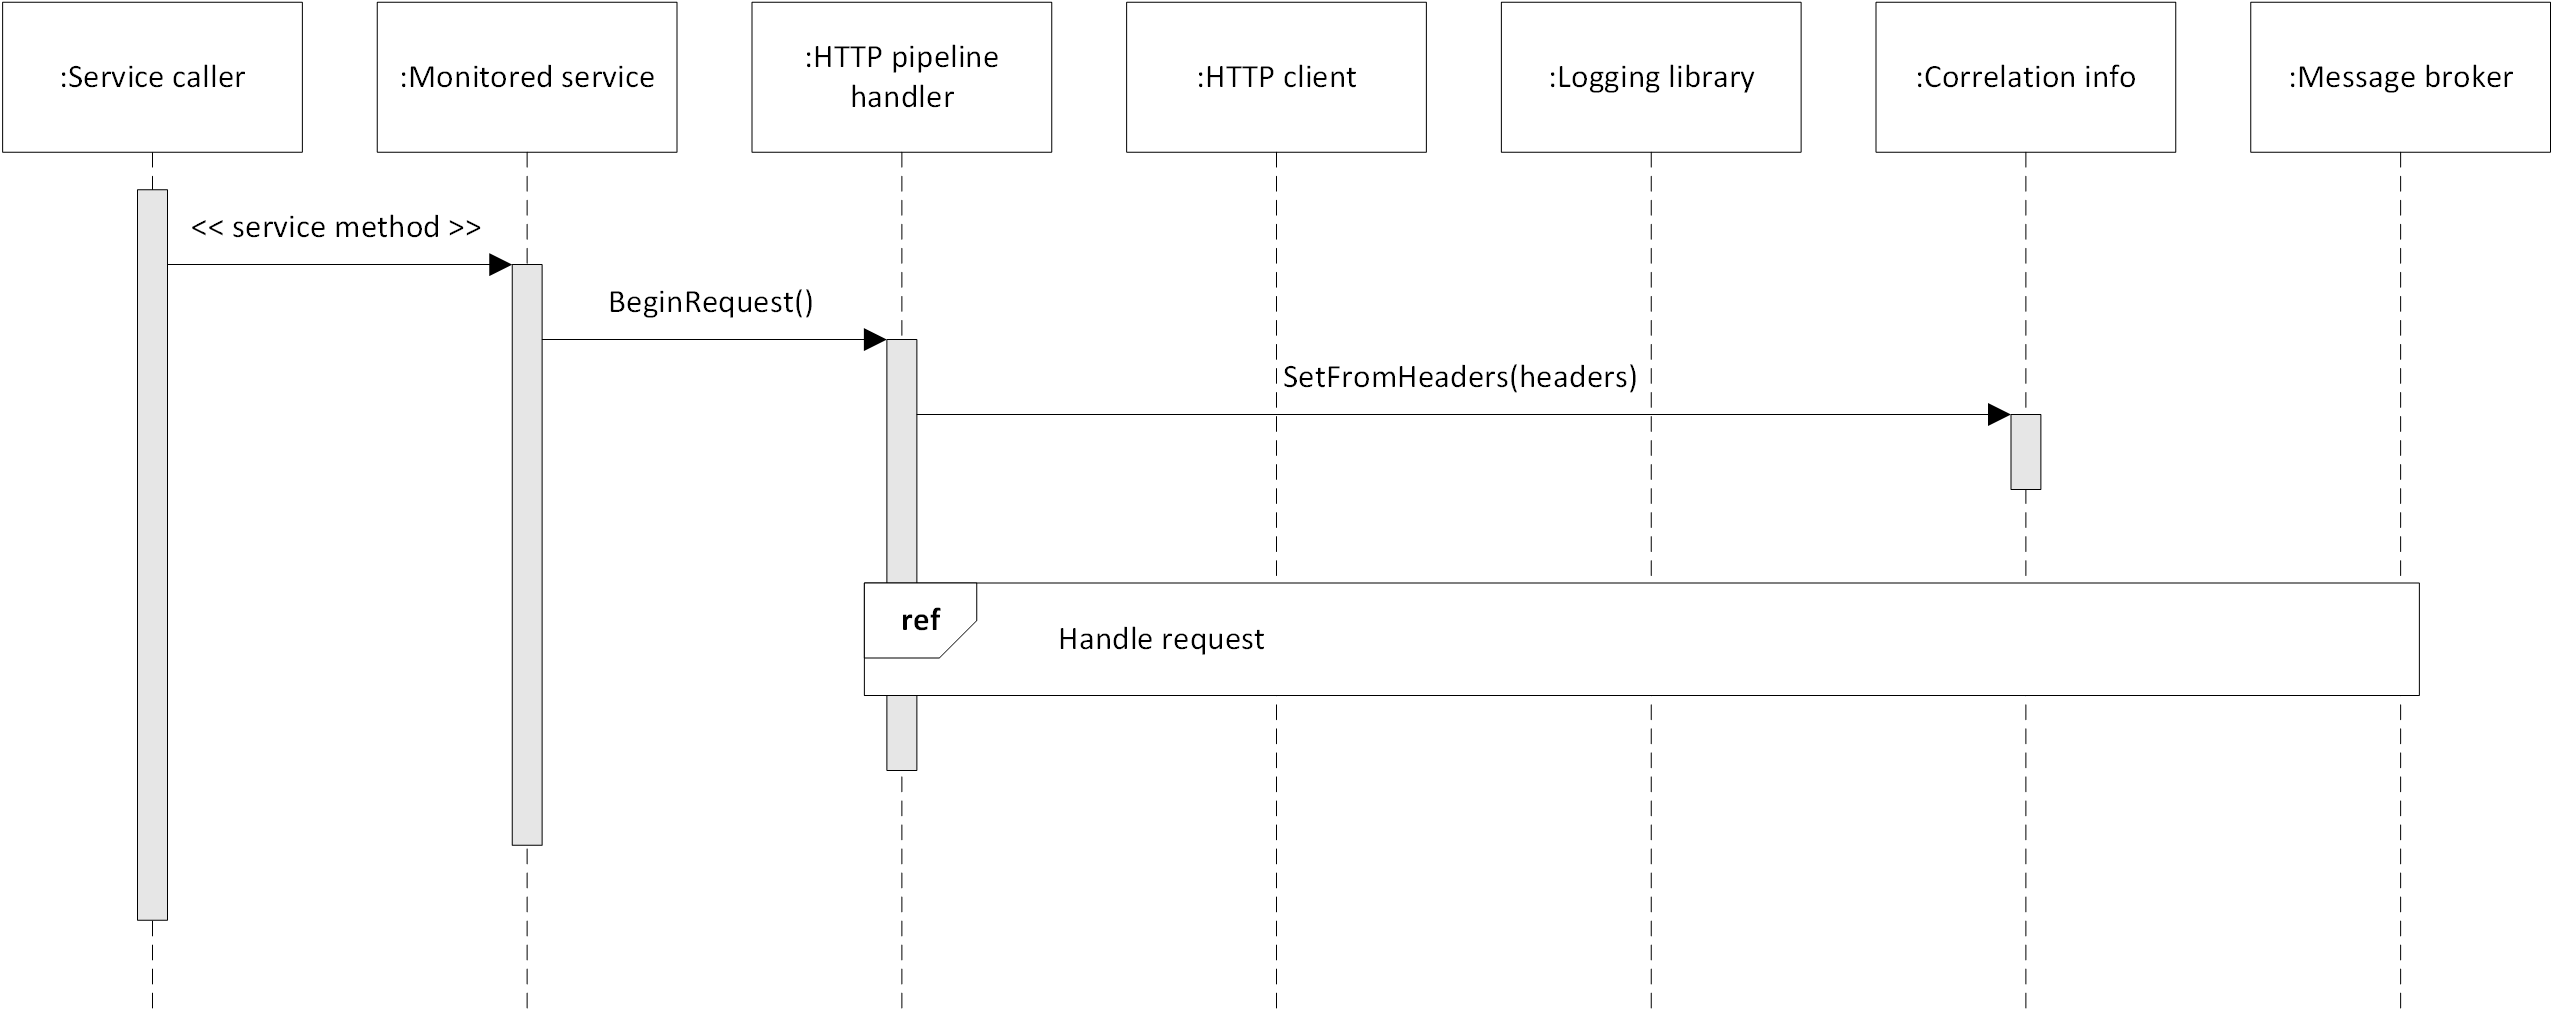 :Service caller
:Monitored service
:HTTP pipeline
handler
:HTTP client
:Logging library
:Correlation info
:Message broker
<< service method >>
BeginRequest()
SetFromHeaders(headers)
ref
Handle request